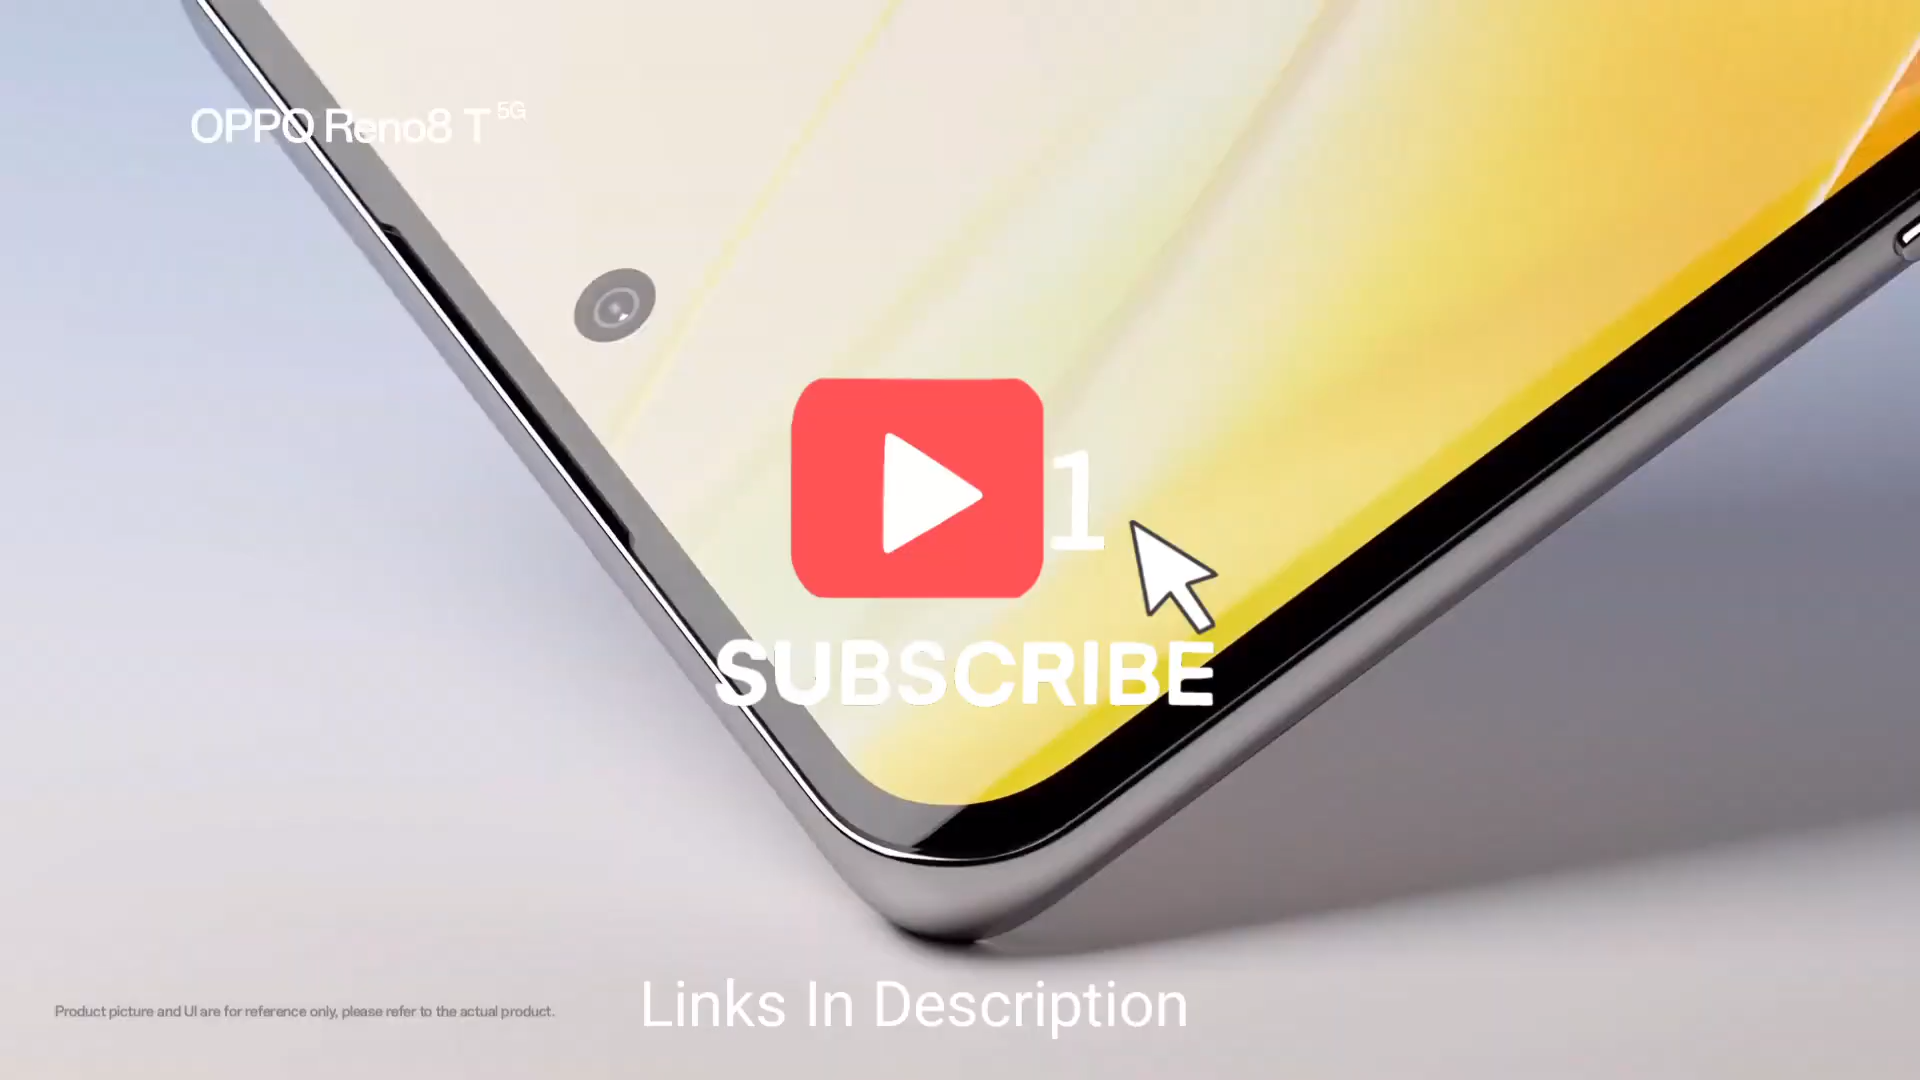 OPPO Reno8 T 5G
1
SUBSCRIBE
Links In Description
Product picture and UI are for reference only, please refer to the actual product.